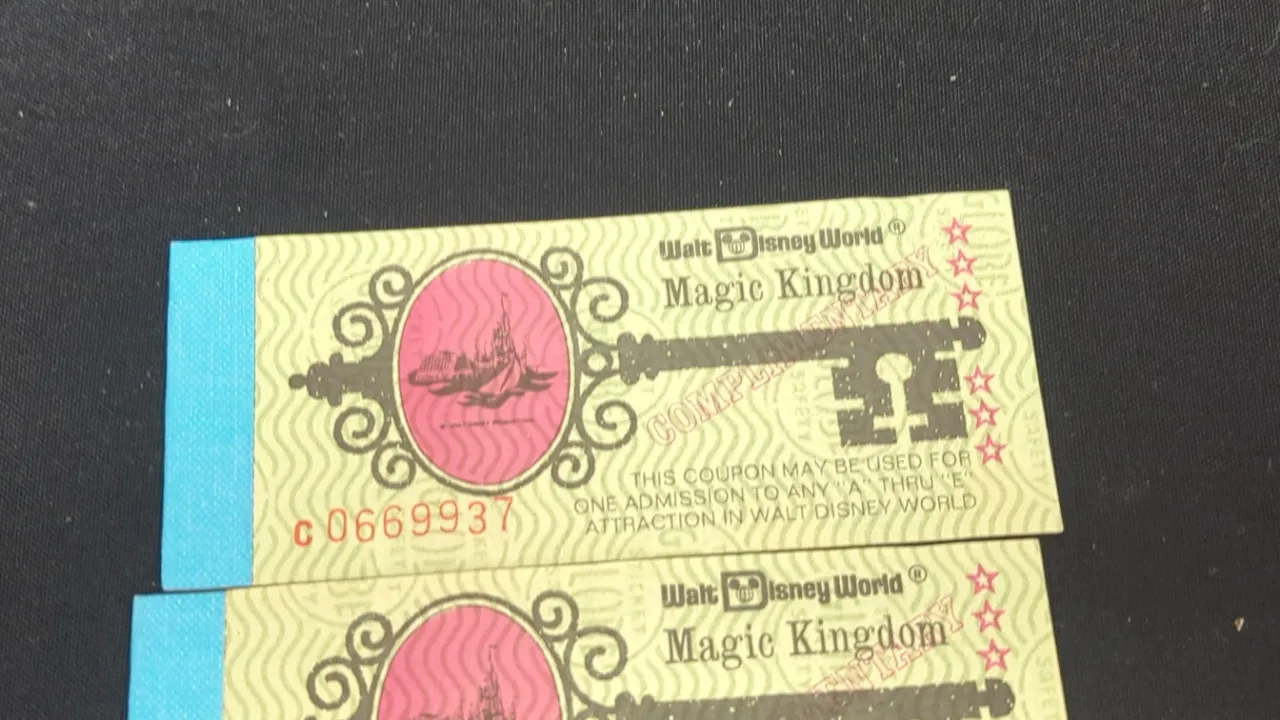 Walt Disney World®
Magic Kingdom
COMPLIMENTARY
THIS COUPON MAY BE USED FOR
ONE ADMISSION TO ANY "A" THRU "E"
ATTRACTION IN WALT DISNEY WORLD
C 0669937
Walt Disney World®
Magic Kingdom